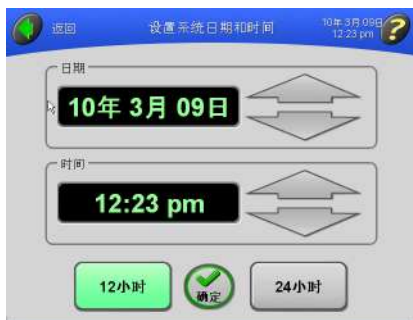 返回
设置系统日期和时间
10年 3月 09日
12:23 pm
?
日期
10年 3月 09日
时间
12:23 pm
12小时
确定
24小时